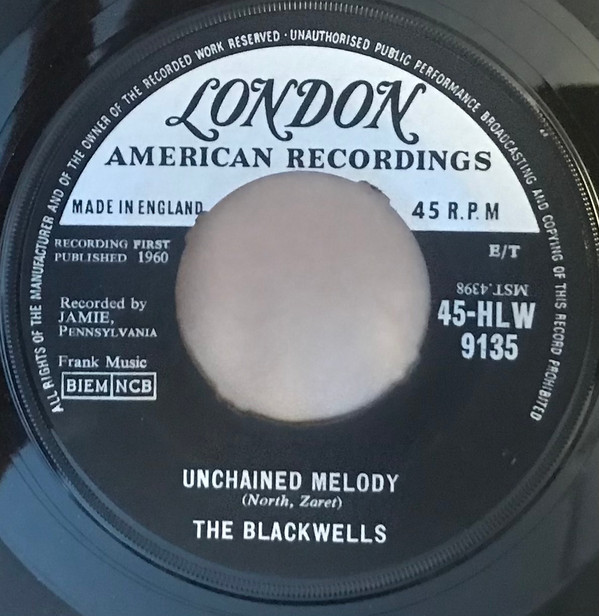 ALL RIGHTS OF THE MANUFACTURER AND OF THE OWNER OF THE RECORDED WORK RESERVED · UNAUTHORISED PUBLIC PERFORMANCE BROADCASTING AND COPYING OF THIS RECORD PROHIBITED
LONDON
AMERICAN RECORDINGS
MADE IN ENGLAND
45 R.P.M
RECORDING FIRST
PUBLISHED 1960
E/T
MST.4398
Recorded by
JAMIE,
PENNSYLVANIA
45-HLW
9135
Frank Music
BIEM NCB
UNCHAINED MELODY
(North, Zaret)
THE BLACKWELLS